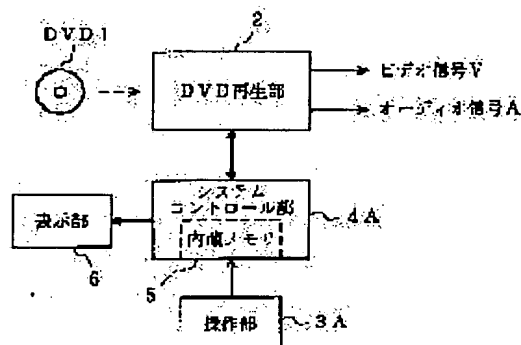 DVD1
2
DVD再生部
ビデオ信号V
オーディオ信号A
システム
コントロール部
内蔵メモリ
4A
表示部
6
5
操作部
3A